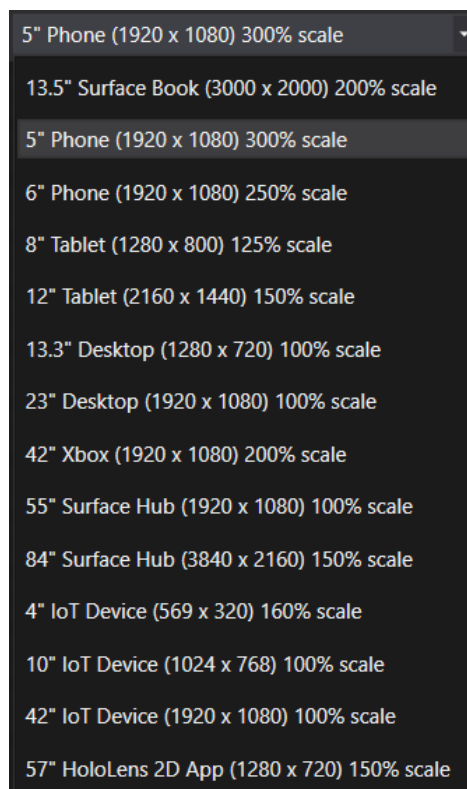 5" Phone (1920 x 1080) 300% scale
13.5" Surface Book (3000 x 2000) 200% scale
5" Phone (1920 x 1080) 300% scale
6" Phone (1920 x 1080) 250% scale
8" Tablet (1280 x 800) 125% scale
12" Tablet (2160 x 1440) 150% scale
13.3" Desktop (1280 x 720) 100% scale
23" Desktop (1920 x 1080) 100% scale
42" Xbox (1920 x 1080) 200% scale
55" Surface Hub (1920 x 1080) 100% scale
84" Surface Hub (3840 x 2160) 150% scale
4" IoT Device (569 x 320) 160% scale
10" IoT Device (1024 x 768) 100% scale
42" IoT Device (1920 x 1080) 100% scale
57" HoloLens 2D App (1280 x 720) 150% scale